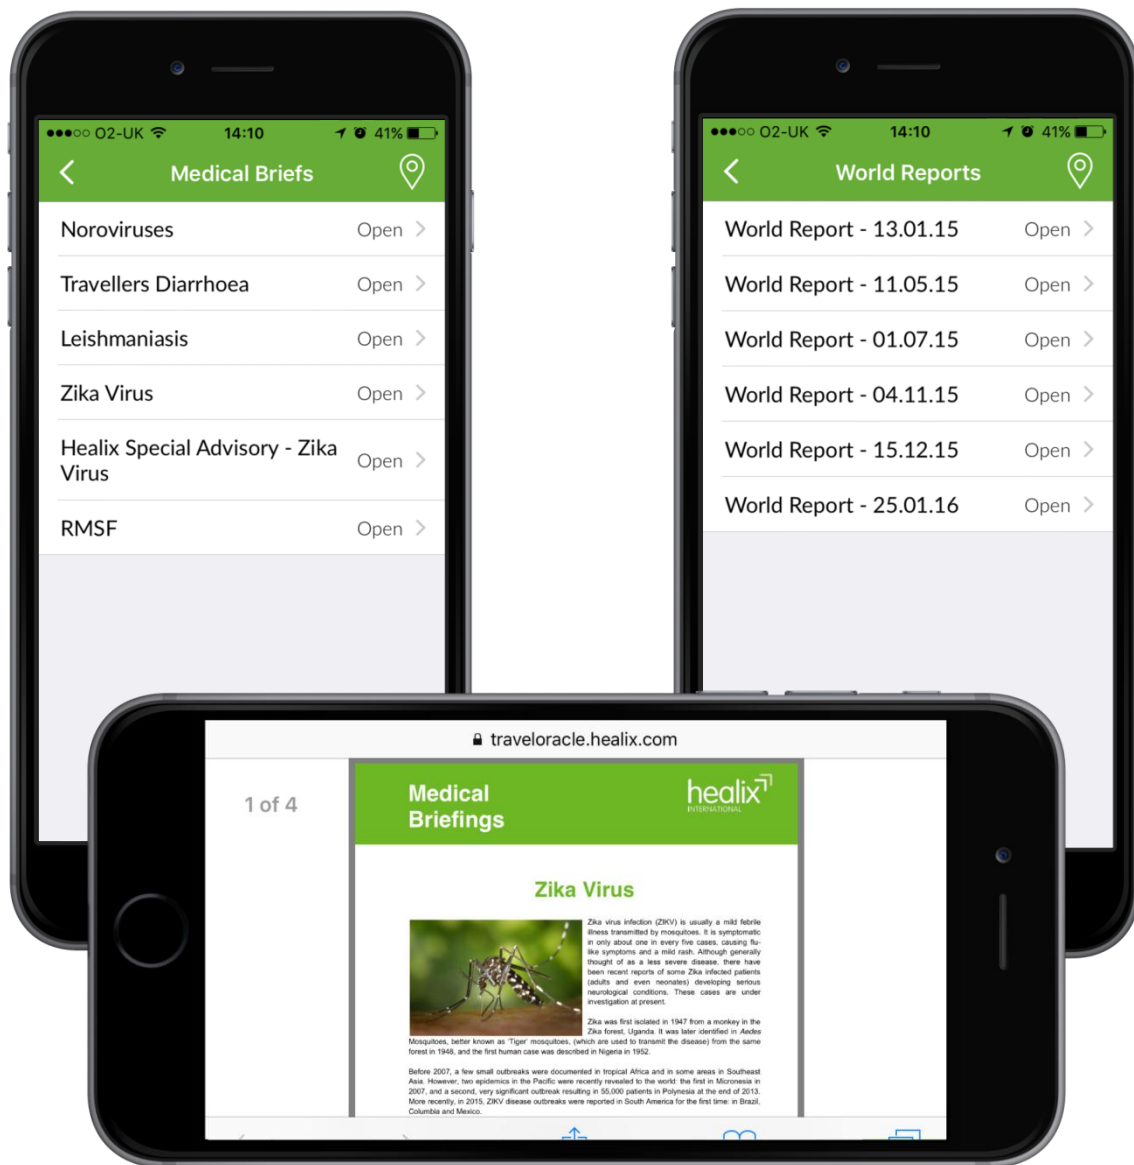 O2-UK 14:10 41%
Medical Briefs
Noroviruses Open
Travellers Diarrhoea Open
Leishmaniasis Open
Zika Virus Open
Healix Special Advisory - Zika
Virus Open
RMSF Open
O2-UK 14:10 41%
World Reports
World Report - 13.01.15 Open
World Report - 11.05.15 Open
World Report - 01.07.15 Open
World Report - 04.11.15 Open
World Report - 15.12.15 Open
World Report - 25.01.16 Open
traveloracle.healix.com
1 of 4
Medical
Briefings
healix
INTERNATIONAL
Zika Virus
Zika virus infection (ZIKV) is usually a mild febrile
illness transmitted by mosquitoes. It is symptomatic
in only about one in every five cases, causing flu-
like symptoms and a mild rash. Although generally
thought of as a less severe disease, there have
been recent reports of some Zika infected patients
(adults and even neonates) developing serious
neurological conditions. These cases are under
investigation at present.
Zika was first isolated in 1947 from a monkey in the
Zika forest, Uganda. It was later identified in Aedes
Mosquitoes, better known as 'Tiger' mosquitoes, (which are used to transmit the disease) from the same
forest in 1948, and the first human case was described in Nigeria in 1952.
Before 2007, a few small outbreaks were documented in tropical Africa and in some areas in Southeast
Asia. However, two epidemics in the Pacific were recently revealed to the world: the first in Micronesia in
2007, and a second, very significant outbreak resulting in 55,000 patients in Polynesia at the end of 2013.
More recently, in 2015, ZIKV disease outbreaks were reported in South America for the first time: in Brazil,
Columbia and Mexico.